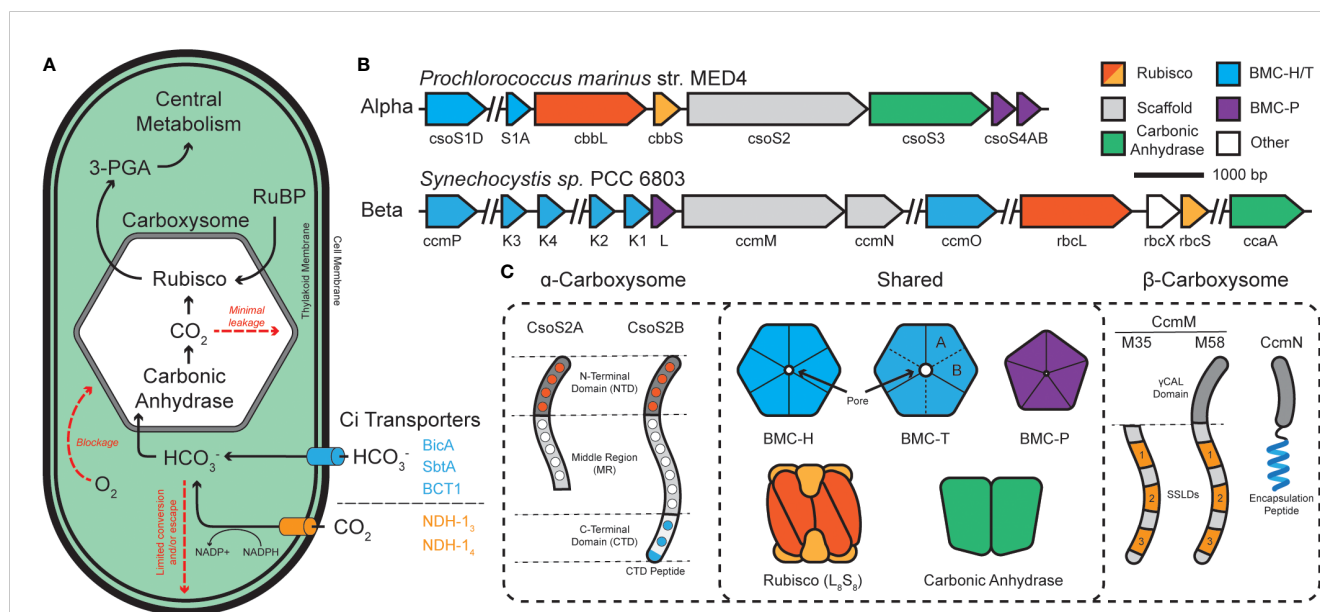 A
Central
Metabolism
3-PGA
RuBP
Carboxysome
Rubisco
CO2
Minimal
leakage
Carbonic
Anhydrase
Thylakoid Membrane
Cell Membrane
Blockage
O2
HCO3-
Limited conversion
and/or escape
NADP+
NADPH
Ci Transporters
HCO3-
BicA
SbtA
BCT1
CO2
NDH-13
NDH-14
B
Prochlorococcus marinus str. MED4
Alpha
csoS1D
S1A
cbbL
cbbS
csoS2
csoS3
csoS4AB
Synechocystis sp. PCC 6803
Beta
ccmP
K3
K4
K2
K1
L
ccmM
ccmN
ccmO
rbcL
rbcX
rbcS
ccaA
Rubisco
Scaffold
Carbonic
Anhydrase
BMC-H/T
BMC-P
Other
1000 bp
C
α-Carboxysome
CsoS2A
CsoS2B
N-Terminal
Domain (NTD)
Middle Region
(MR)
C-Terminal
Domain (CTD)
CTD Peptide
Shared
A
B
Pore
BMC-H
BMC-T
BMC-P
Rubisco (L8S8)
Carbonic Anhydrase
β-Carboxysome
CcmM
M35
M58
CcmN
γCAL
Domain
1
2
3
SSLDs
1
2
3
Encapsulation
Peptide